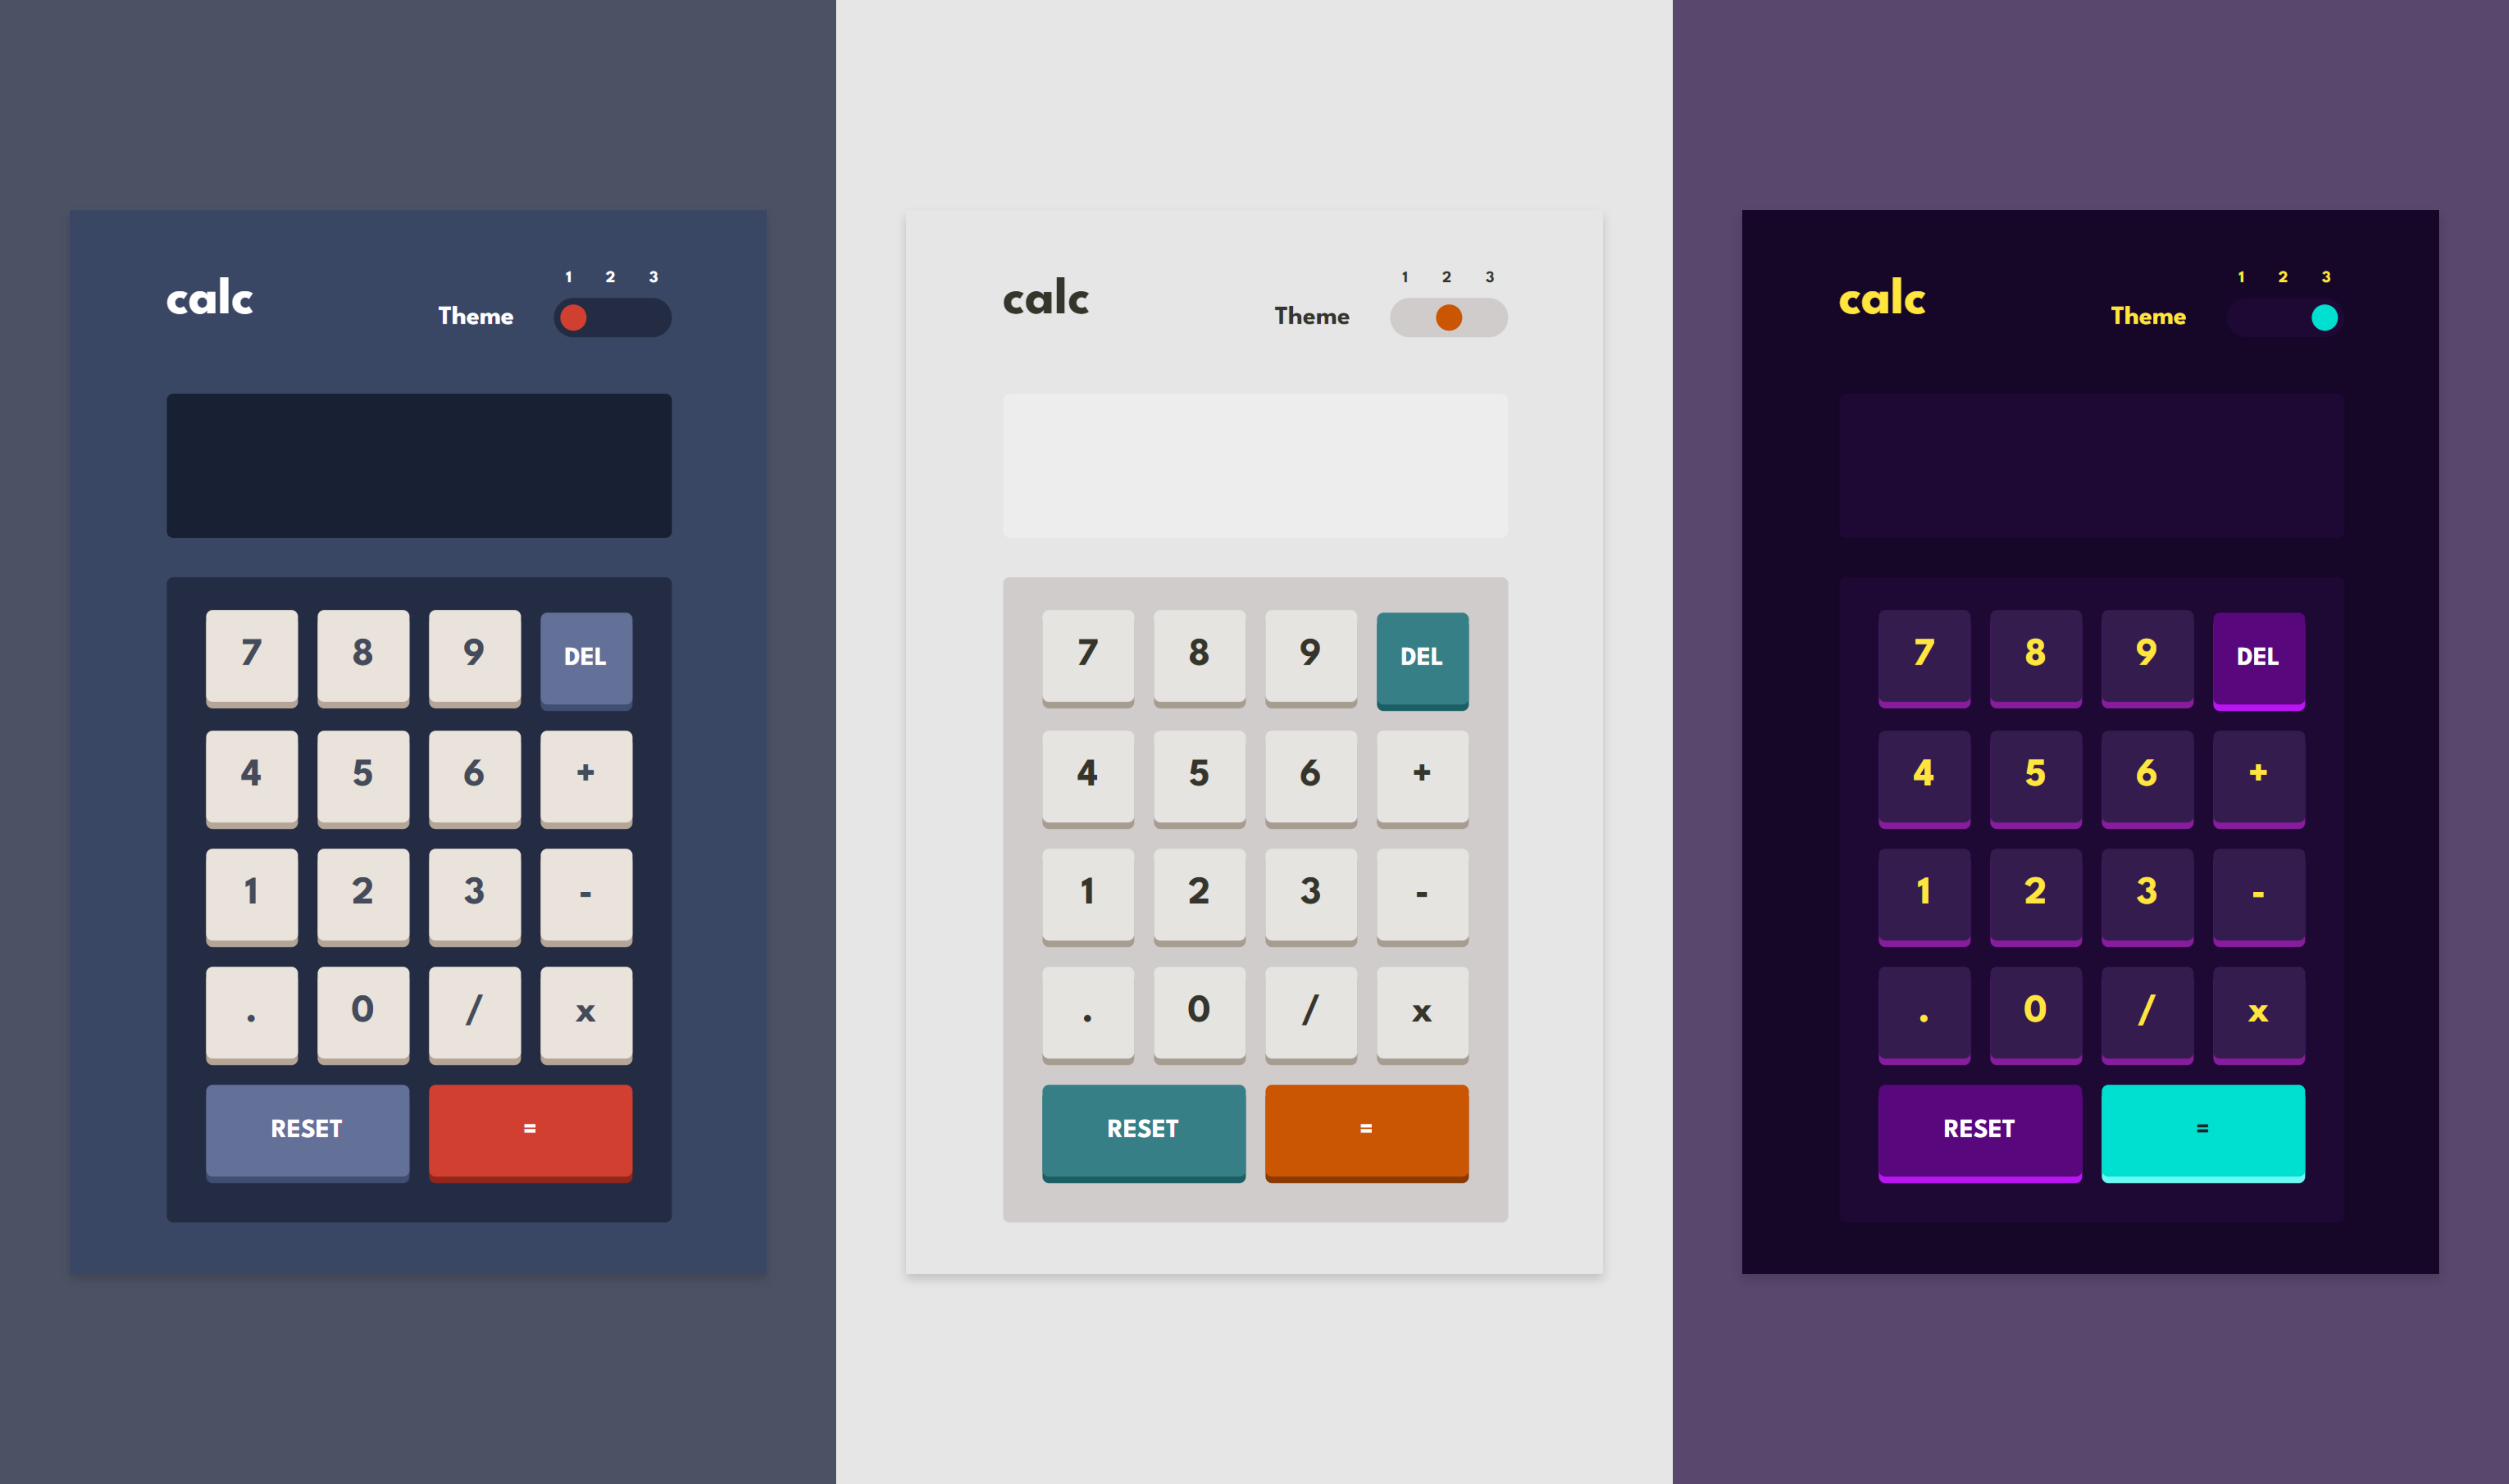 1 2 3
calc
Theme
7 8 9 DEL
4 5 6 +
1 2 3 -
. 0 / x
RESET =
1 2 3
calc
Theme
7 8 9 DEL
4 5 6 +
1 2 3 -
. 0 / x
RESET =
1 2 3
calc
Theme
7 8 9 DEL
4 5 6 +
1 2 3 -
. 0 / x
RESET =